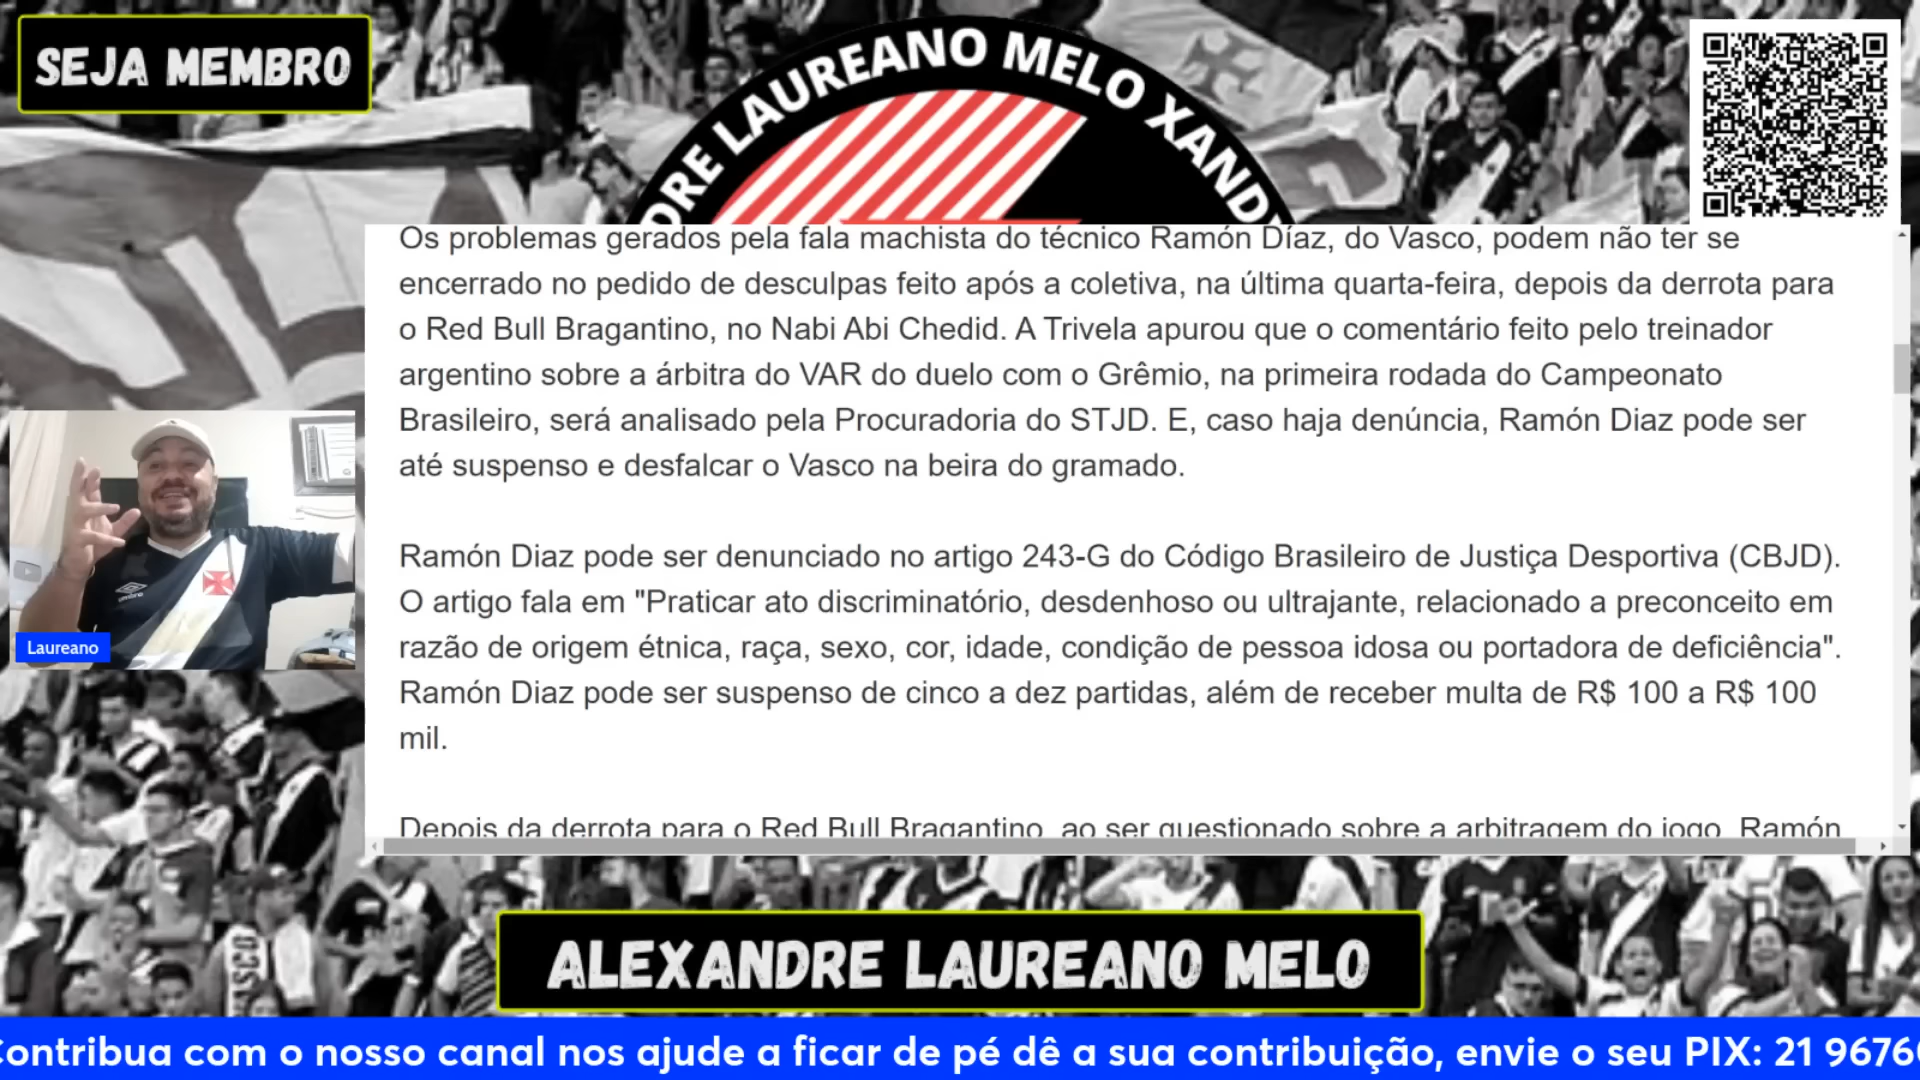 SEJA MEMBRO
DRE LAUREANO MELO XAND
Os problemas gerados pela fala machista do técnico Ramón Díaz, do Vasco, podem não ter se
encerrado no pedido de desculpas feito após a coletiva, na última quarta-feira, depois da derrota para
o Red Bull Bragantino, no Nabi Abi Chedid. A Trivela apurou que o comentário feito pelo treinador
argentino sobre a árbitra do VAR do duelo com o Grêmio, na primeira rodada do Campeonato
Brasileiro, será analisado pela Procuradoria do STJD. E, caso haja denúncia, Ramón Diaz pode ser
até suspenso e desfalcar o Vasco na beira do gramado.
Ramón Diaz pode ser denunciado no artigo 243-G do Código Brasileiro de Justiça Desportiva (CBJD).
O artigo fala em "Praticar ato discriminatório, desdenhoso ou ultrajante, relacionado a preconceito em
razão de origem étnica, raça, sexo, cor, idade, condição de pessoa idosa ou portadora de deficiência".
Ramón Diaz pode ser suspenso de cinco a dez partidas, além de receber multa de R$ 100 a R$ 100
mil.
Depois da derrota para o Red Bull Bragantino, ao ser questionado sobre a arbitragem do jogo, Ramón
umbro
Laureano
VASCO
ALEXANDRE LAUREANO MELO
Contribua com o nosso canal nos ajude a ficar de pé dê a sua contribuição, envie o seu PIX: 21 9676